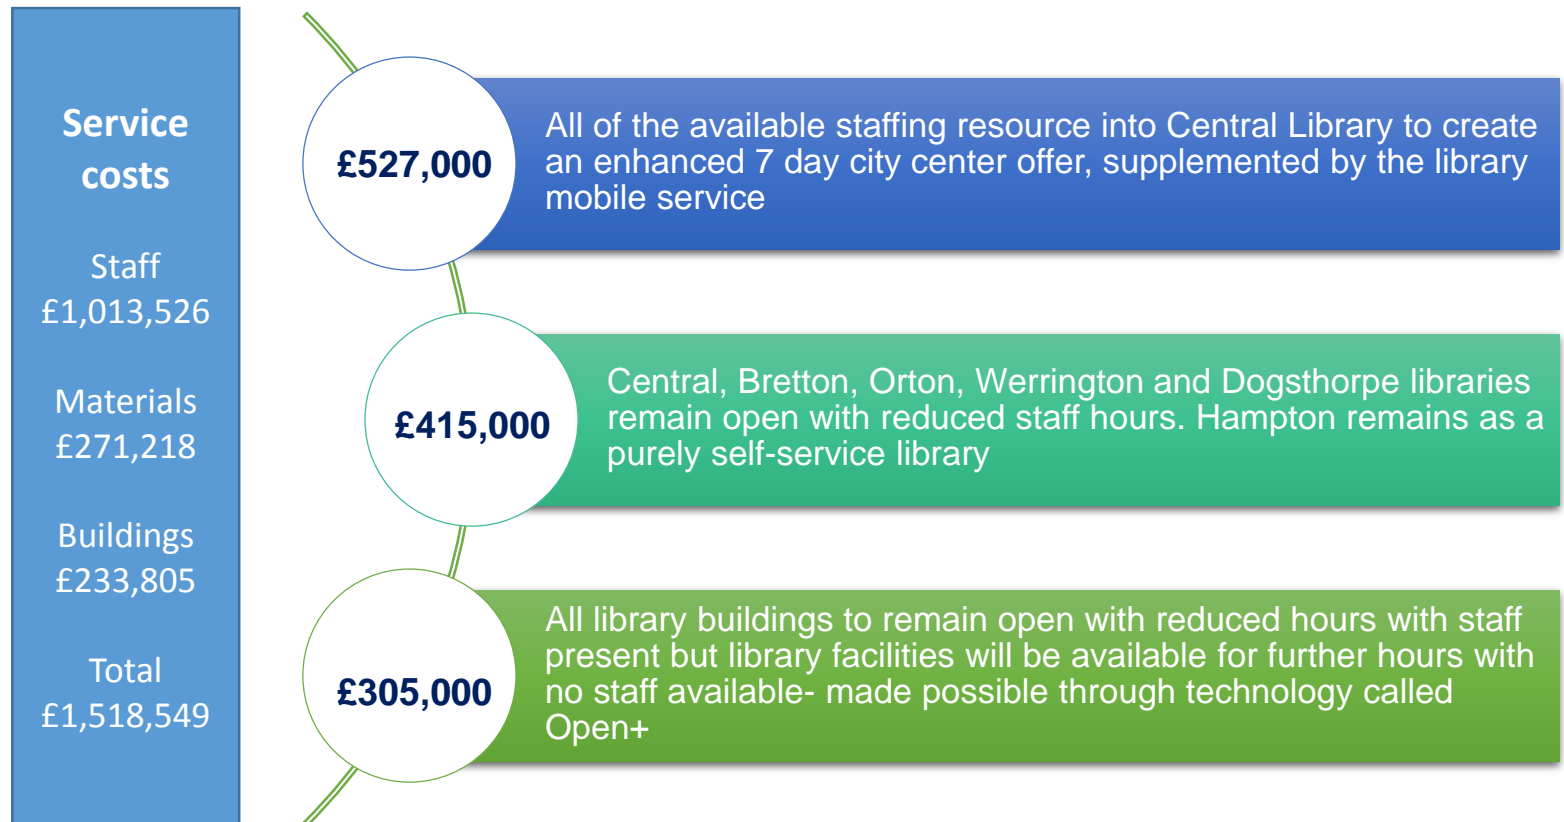 Service
costs
Staff
£1,013,526
Materials
£271,218
Buildings
£233,805
Total
£1,518,549
£527,000
All of the available staffing resource into Central Library to create
an enhanced 7 day city center offer, supplemented by the library
mobile service
£415,000
Central, Bretton, Orton, Werrington and Dogsthorpe libraries
remain open with reduced staff hours. Hampton remains as a
purely self-service library
£305,000
All library buildings to remain open with reduced hours with staff
present but library facilities will be available for further hours with
no staff available- made possible through technology called
Open+